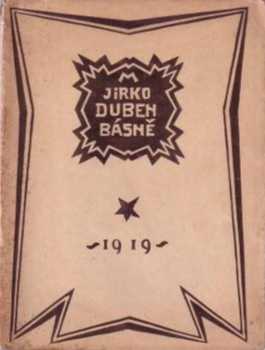 M
JiRKO
DUBEN
BÁSNĚ
~1919~